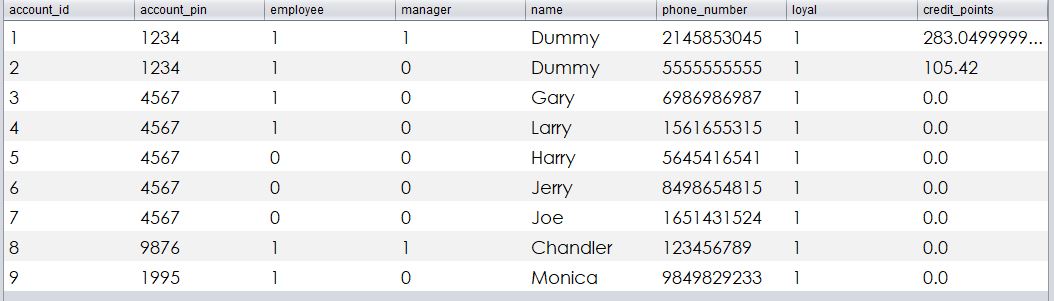 account_id account_pin employee manager name phone_number loyal credit_points
1 1234 1 1 Dummy 2145853045 1 283.0499999...
2 1234 1 0 Dummy 5555555555 1 105.42
3 4567 1 0 Gary 6986986987 1 0.0
4 4567 1 0 Larry 1561655315 1 0.0
5 4567 0 0 Harry 5645416541 1 0.0
6 4567 0 0 Jerry 8498654815 1 0.0
7 4567 0 0 Joe 1651431524 1 0.0
8 9876 1 1 Chandler 123456789 1 0.0
9 1995 1 0 Monica 9849829233 1 0.0